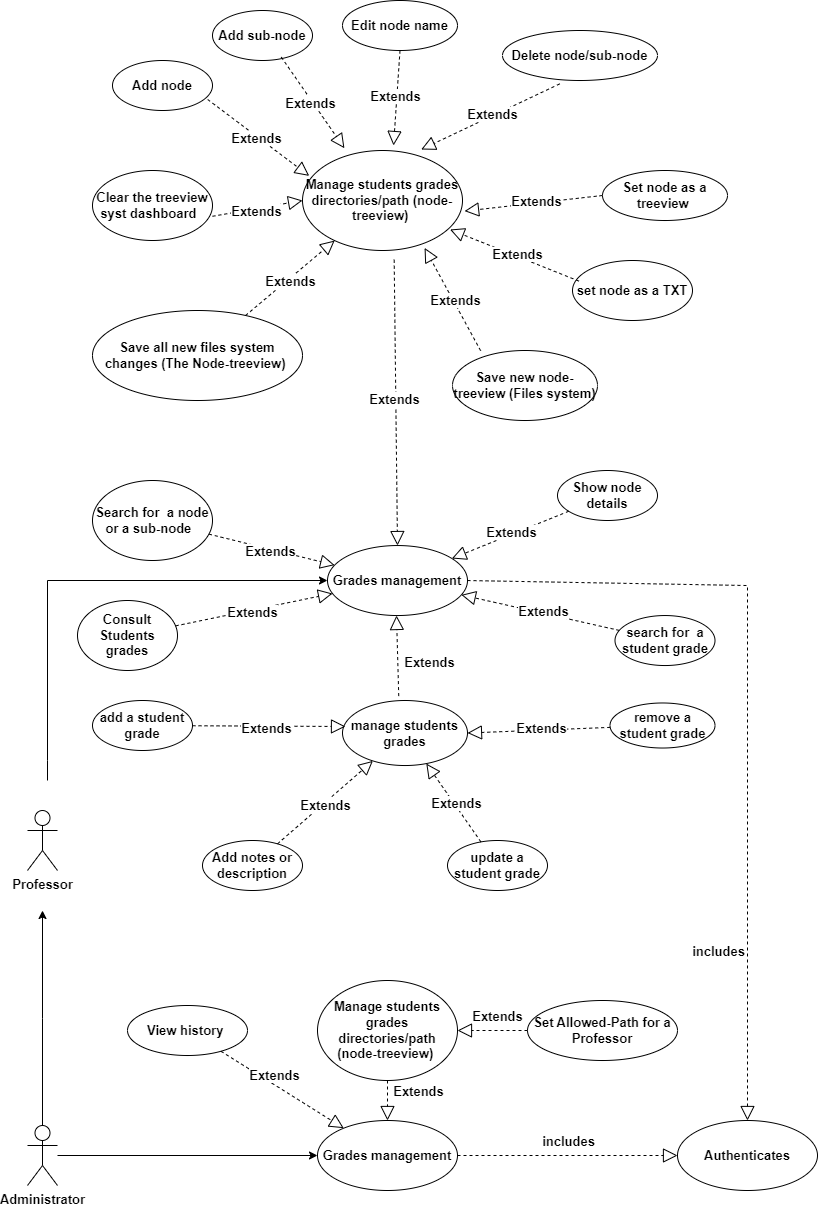 Edit node name
Add sub-node
Delete node/sub-node
Add node
Extends
Extends
Extends
Extends
Extends
Manage students grades
directories/path (node-
treeview)
Clear the treeview
syst dashboard
Extends
Set node as a
treeview
Extends
Extends
set node as a TXT
Extends
Extends
Save all new files system
changes (The Node-treeview)
Save new node-
treeview (Files system)
Extends
Show node
details
Search for  a node
or a sub-node
Extends
Extends
Grades management
Consult
Students
grades
Extends
Extends
search for  a
student grade
Extends
add a student
grade
Extends
manage students
grades
Extends
remove a
student grade
Extends
Extends
Add notes or
description
update a
student grade
Professor
includes
Manage students
grades
directories/path
(node-treeview)
Extends
Set Allowed-Path for a
Professor
View history
Extends
Extends
Grades management
includes
Authenticates
Administrator